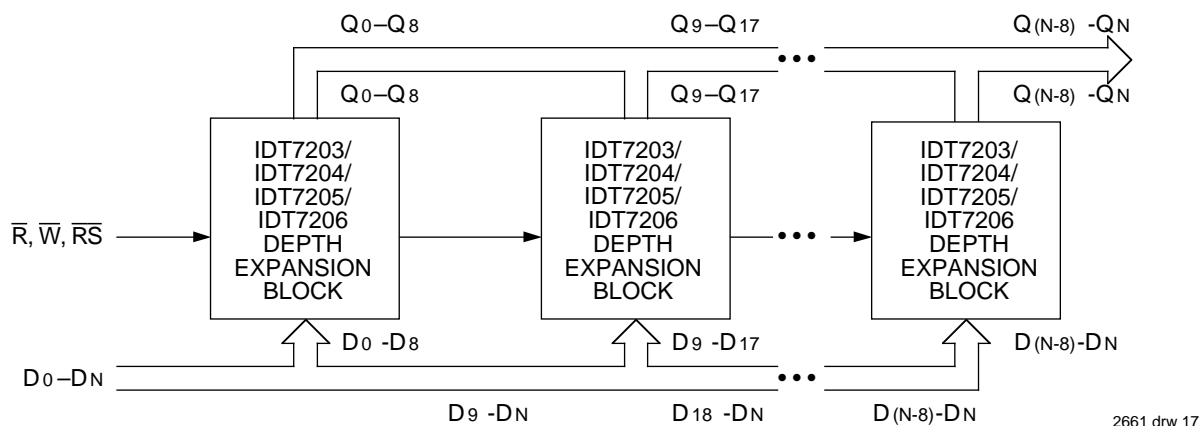 Q0–Q8 Q9–Q17 Q(N-8) -QN
•••
Q0–Q8 Q9–Q17 Q(N-8) -QN
IDT7203/
IDT7204/
IDT7205/
IDT7206
DEPTH
EXPANSION
BLOCK
IDT7203/
IDT7204/
IDT7205/
IDT7206
DEPTH
EXPANSION
BLOCK
IDT7203/
IDT7204/
IDT7205/
IDT7206
DEPTH
EXPANSION
BLOCK
R̅, W̅, R̅S̅
•••
D0 -D8 D9 -D17 D(N-8)-DN
D0–DN
•••
D9 -DN D18 -DN D(N-8)-DN
2661 drw 17